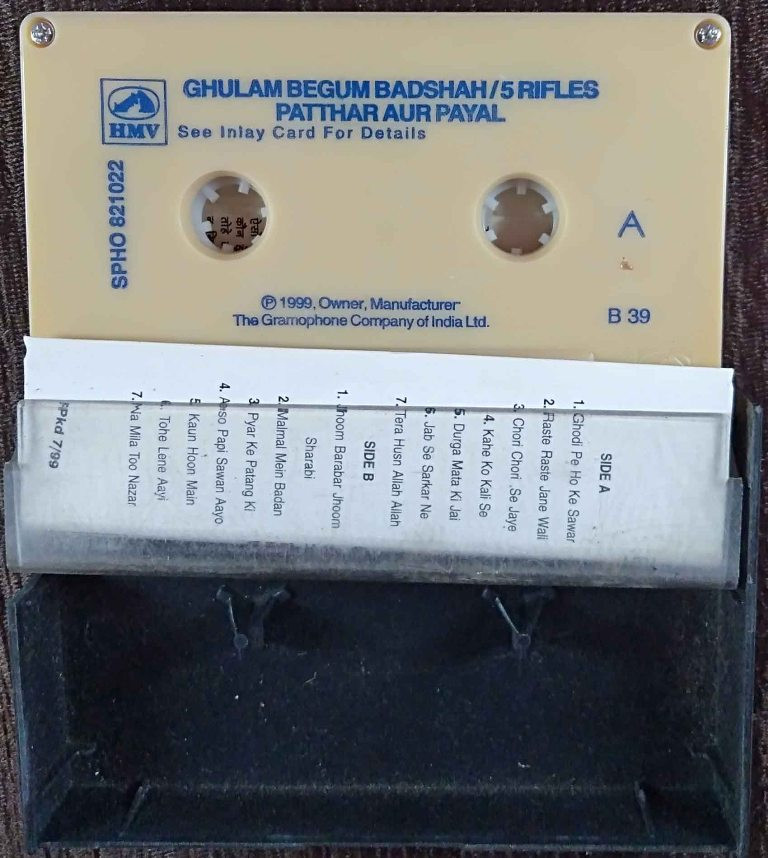 GHULAM BEGUM BADSHAH/5 RIFLES
PATTHAR AUR PAYAL
HMV
See Inlay Card For Details
SPHO 821022
A
ऐसो
कौन
तोहे
℗ 1999, Owner, Manufacturer
The Gramophone Company of India Ltd.
B 39
SIDE A
1. Ghodi Pe Ho Ke Sawar
2. Raste Raste Jane Wali
3. Chori Chori Se Jaye
4. Kahe Ko Kali Se
5. Durga Mata Ki Jai
6. Jab Se Sarkar Ne
7. Tera Husn Allah Allah
SIDE B
1. Jhoom Barabar Jhoom
Sharabi
2. Malmal Mein Badan
3. Pyar Ke Patang Ki
4. Aeso Papi Sawan Aayo
5. Kaun Hoon Main
6. Tohe Lene Aayi
7. Na Mila Too Nazar
Pkd 7/99